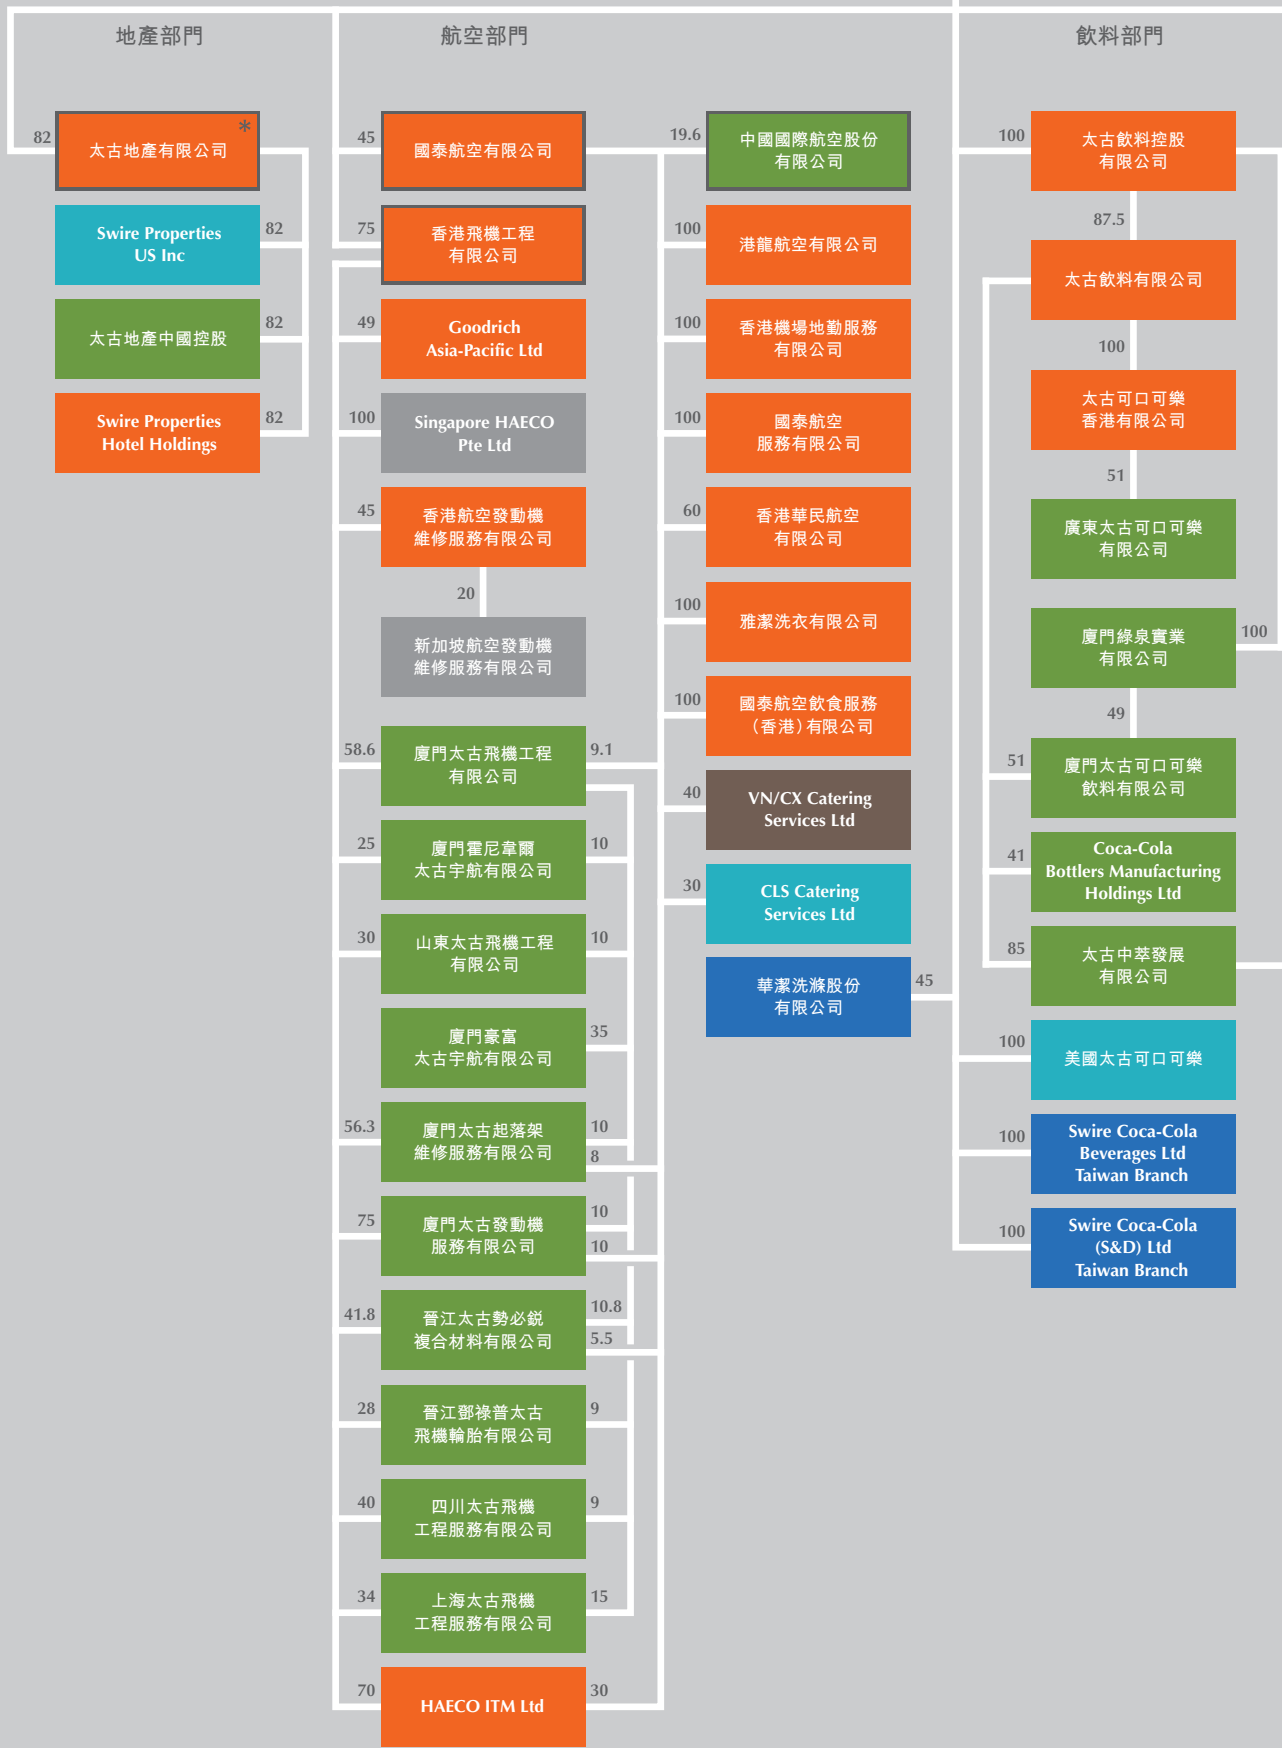 地產部門
航空部門
飲料部門
82
太古地產有限公司
*
Swire Properties
US Inc
82
太古地產中國控股
82
Swire Properties
Hotel Holdings
82
45
國泰航空有限公司
75
香港飛機工程
有限公司
49
Goodrich
Asia-Pacific Ltd
100
Singapore HAECO
Pte Ltd
45
香港航空發動機
維修服務有限公司
20
新加坡航空發動機
維修服務有限公司
58.6
廈門太古飛機工程
有限公司
9.1
25
廈門霍尼韋爾
太古宇航有限公司
10
30
山東太古飛機工程
有限公司
10
廈門豪富
太古宇航有限公司
35
56.3
廈門太古起落架
維修服務有限公司
10
8
75
廈門太古發動機
服務有限公司
10
10
41.8
晉江太古勢必銳
複合材料有限公司
10.8
5.5
28
晉江鄧祿普太古
飛機輪胎有限公司
9
40
四川太古飛機
工程服務有限公司
9
34
上海太古飛機
工程服務有限公司
15
70
HAECO ITM Ltd
30
19.6
中國國際航空股份
有限公司
100
港龍航空有限公司
100
香港機場地勤服務
有限公司
100
國泰航空
服務有限公司
60
香港華民航空
有限公司
100
雅潔洗衣有限公司
100
國泰航空飲食服務
（香港）有限公司
40
VN/CX Catering
Services Ltd
30
CLS Catering
Services Ltd
華潔洗滌股份
有限公司
45
100
太古飲料控股
有限公司
87.5
太古飲料有限公司
100
太古可口可樂
香港有限公司
51
廣東太古可口可樂
有限公司
廈門綠泉實業
有限公司
100
49
51
廈門太古可口可樂
飲料有限公司
41
Coca-Cola
Bottlers Manufacturing
Holdings Ltd
85
太古中萃發展
有限公司
100
美國太古可口可樂
100
Swire Coca-Cola
Beverages Ltd
Taiwan Branch
100
Swire Coca-Cola
(S&D) Ltd
Taiwan Branch